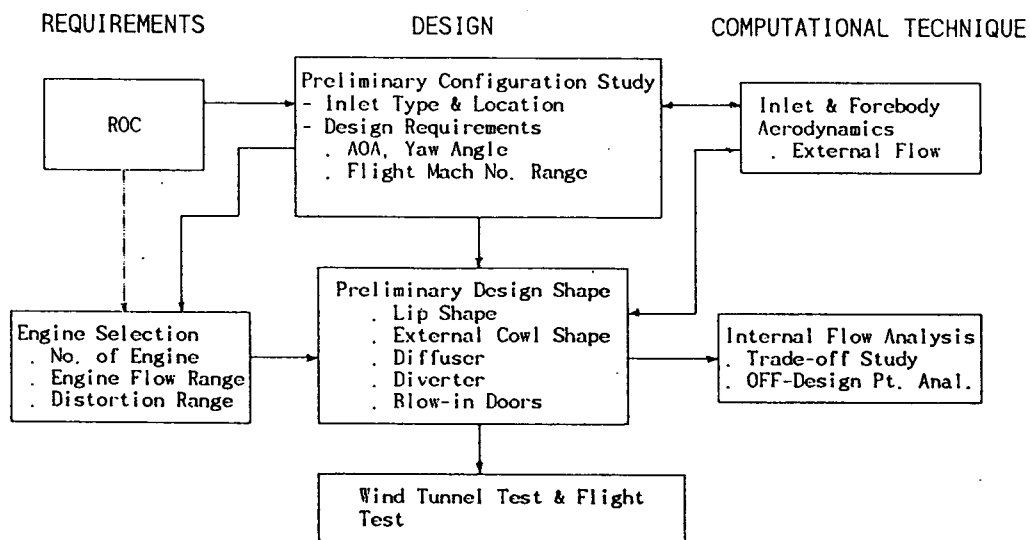 REQUIREMENTS
DESIGN
COMPUTATIONAL TECHNIQUE
ROC
Preliminary Configuration Study
- Inlet Type & Location
- Design Requirements
. AOA, Yaw Angle
. Flight Mach No. Range
Inlet & Forebody
Aerodynamics
. External Flow
Engine Selection
. No. of Engine
. Engine Flow Range
. Distortion Range
Preliminary Design Shape
. Lip Shape
. External Cowl Shape
. Diffuser
. Diverter
. Blow-in Doors
Internal Flow Analysis
. Trade-off Study
. OFF-Design Pt. Anal.
Wind Tunnel Test & Flight
Test